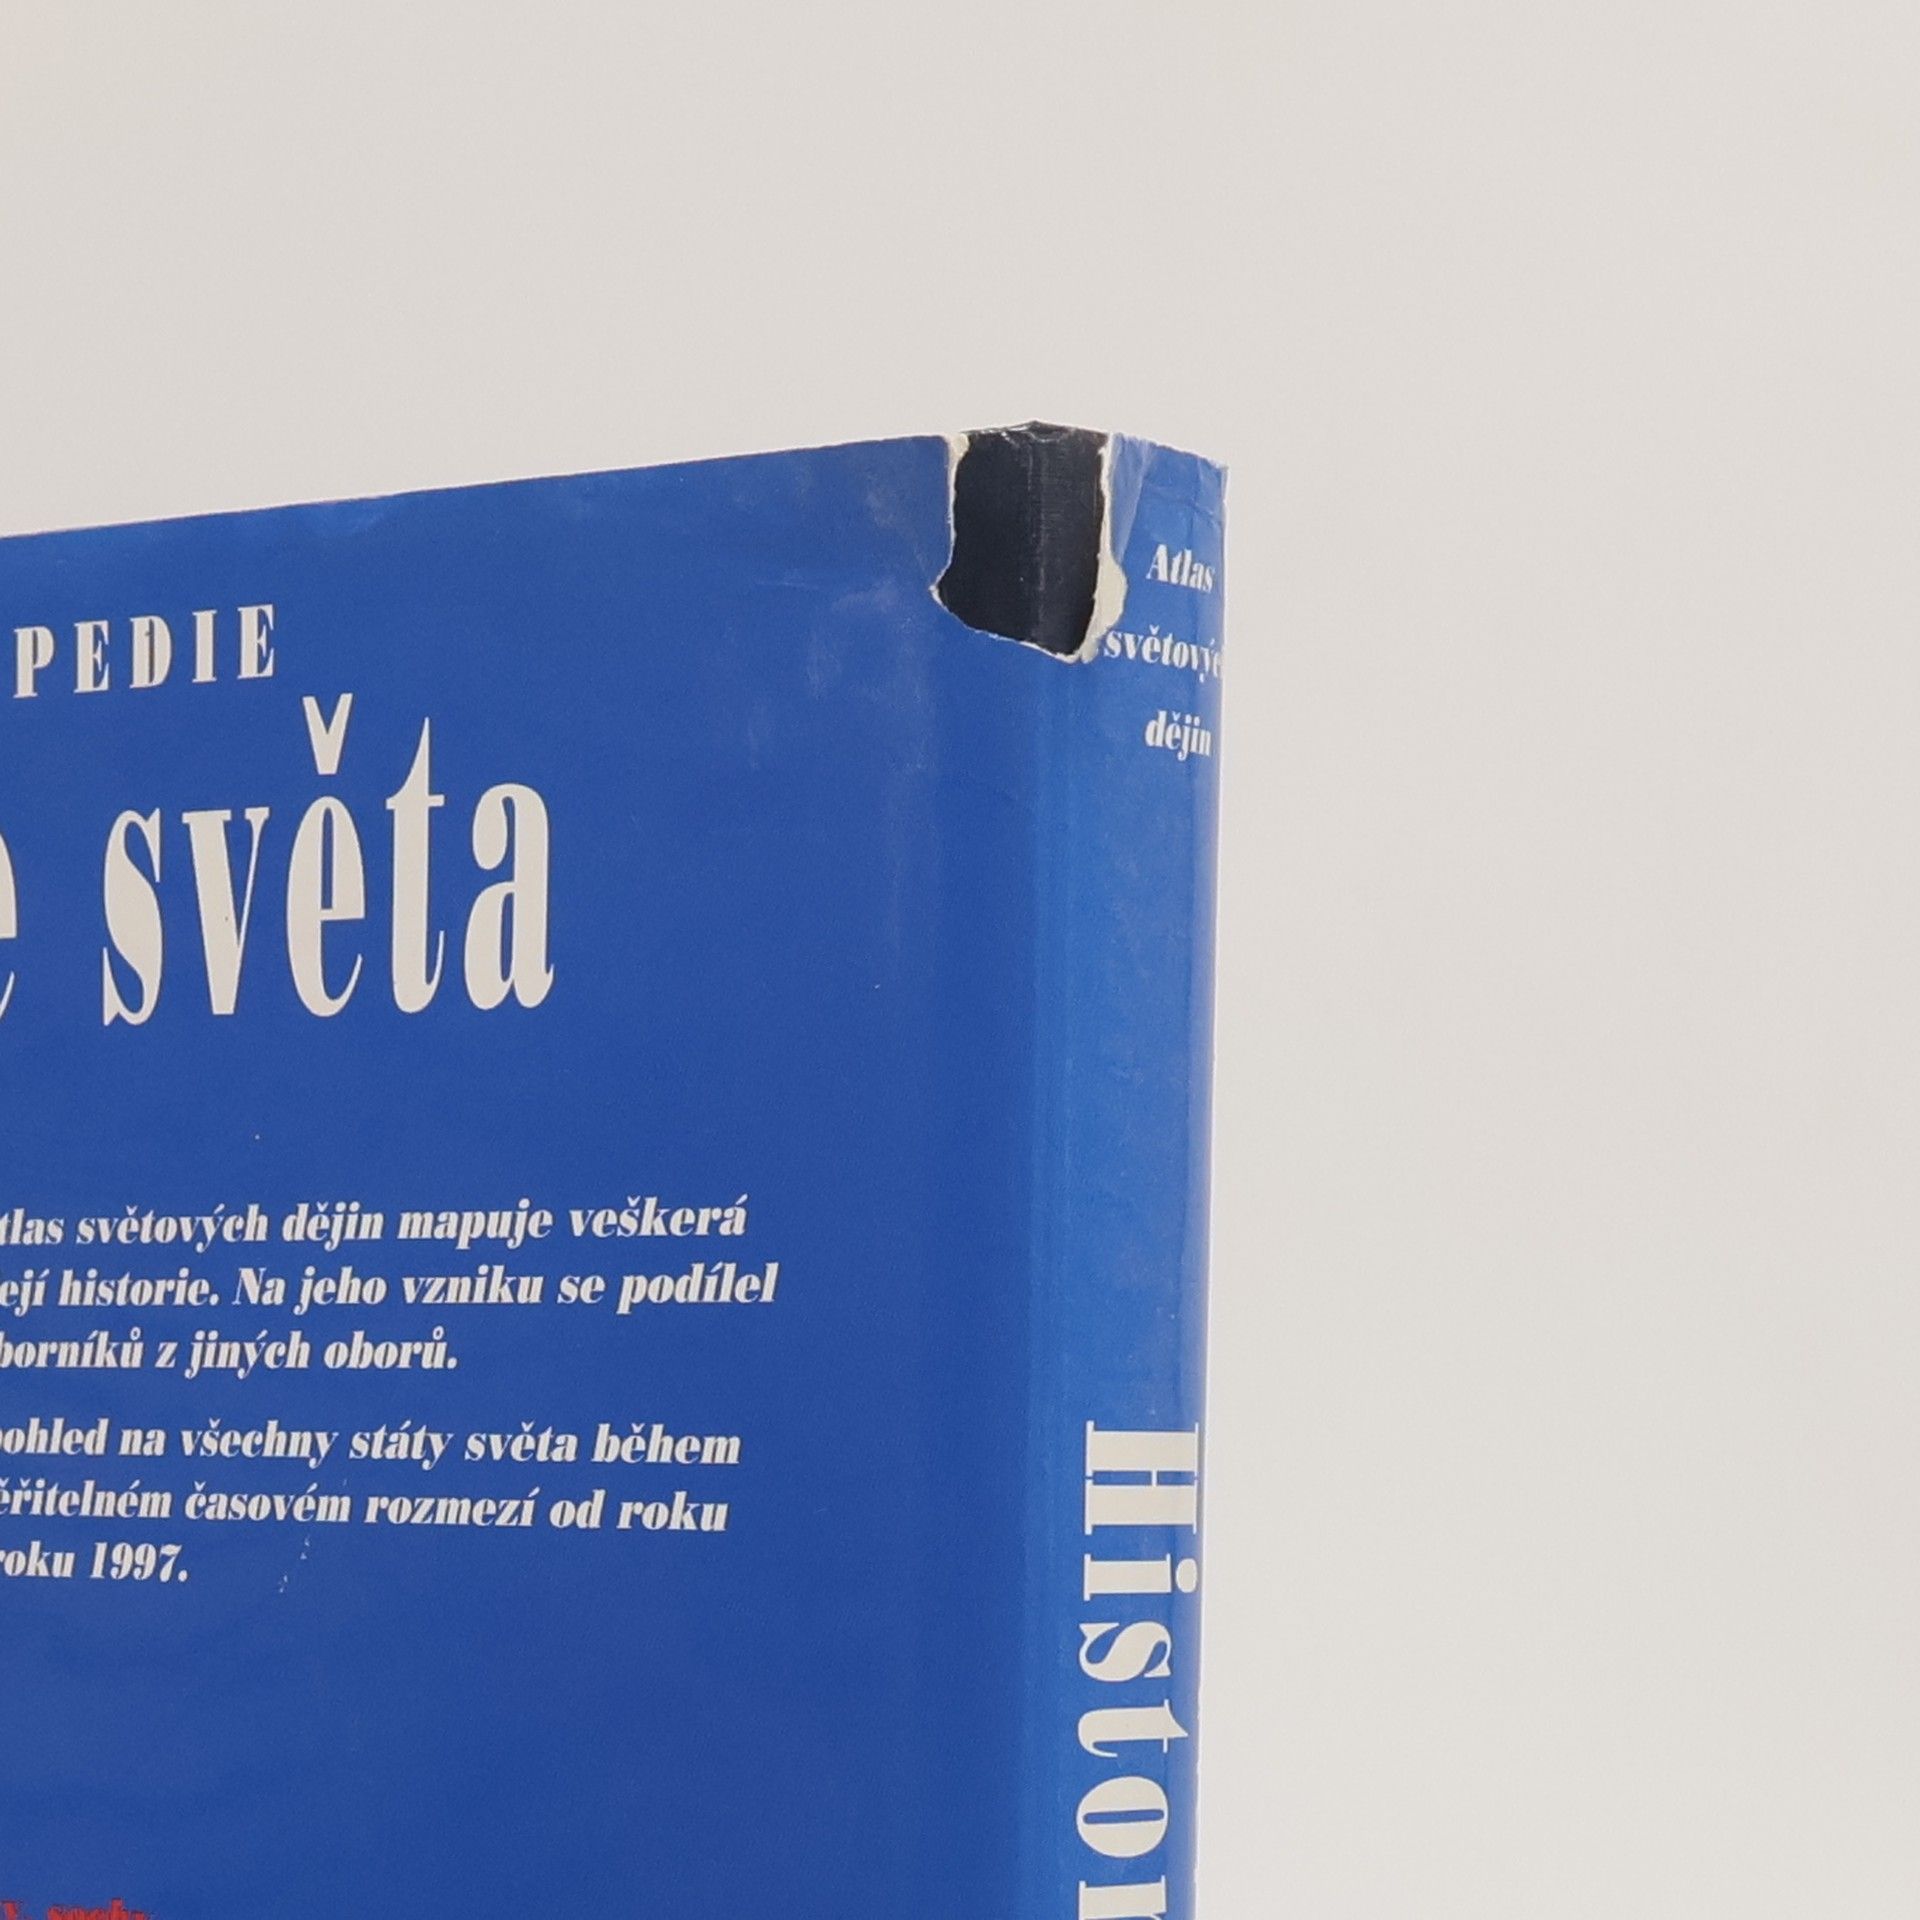 PEDIE
e světa
tlas světových dějin mapuje veškerá
ejí historie. Na jeho vzniku se podílel
borníků z jiných oborů.
pohled na všechny státy světa během
ěřitelném časovém rozmezí od roku
roku 1997.
Atlas
světovýc
dějin
Histor